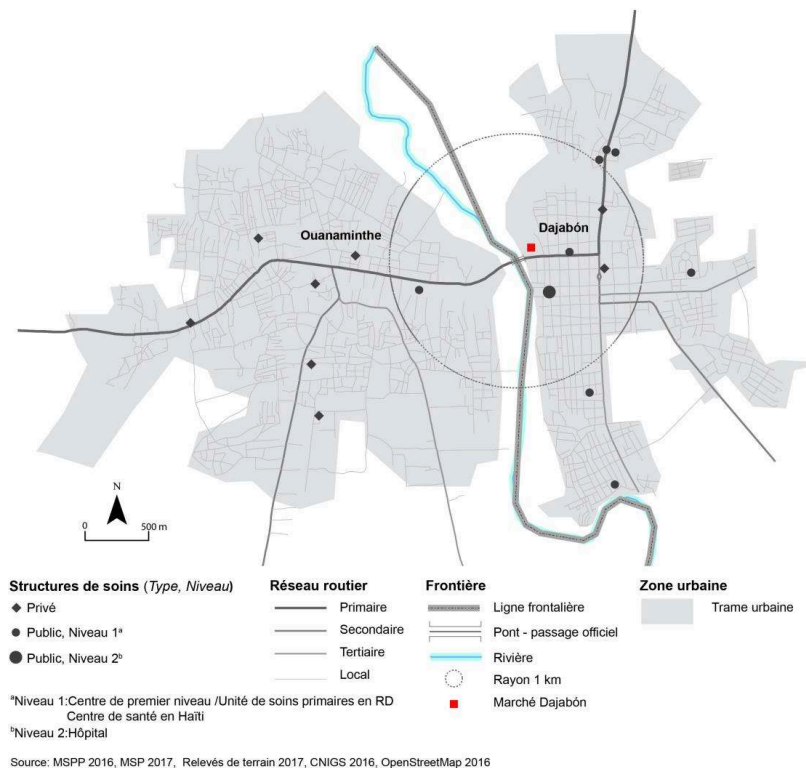 Ouanaminthe
Dajabón
N
0 500 m
Structures de soins (Type, Niveau)
Privé
Public, Niveau 1ᵃ
Public, Niveau 2ᵇ
ᵃNiveau 1:Centre de premier niveau /Unité de soins primaires en RD
Centre de santé en Haïti
ᵇNiveau 2:Hôpital
Réseau routier
Primaire
Secondaire
Tertiaire
Local
Frontière
Ligne frontalière
Pont - passage officiel
Rivière
Rayon 1 km
Marché Dajabón
Zone urbaine
Trame urbaine
Source: MSPP 2016, MSP 2017, Relevés de terrain 2017, CNIGS 2016, OpenStreetMap 2016